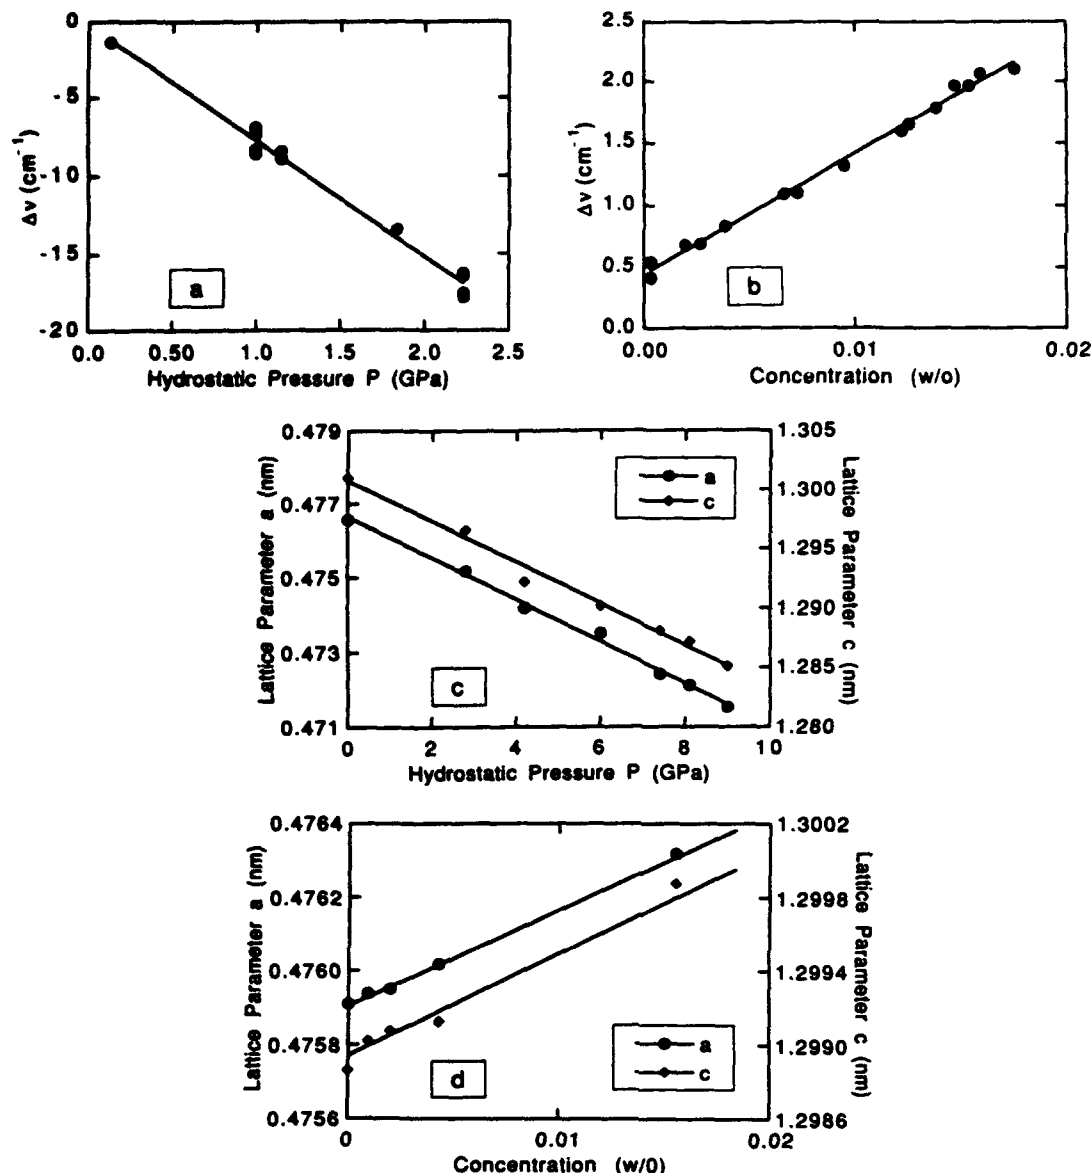 0
-5
-10
-15
-20
Δν (cm⁻¹)
a
0.0 0.50 1.0 1.5 2.0 2.5
Hydrostatic Pressure P (GPa)
2.5
2.0
1.5
1.0
0.5
0.0
Δν (cm⁻¹)
b
0.00 0.01 0.02
Concentration (w/o)
0.479
0.477
0.475
0.473
0.471
Lattice Parameter a (nm)
a
c
1.305
1.300
1.295
1.290
1.285
1.280
Lattice Parameter c (nm)
c
0 2 4 6 8 10
Hydrostatic Pressure P (GPa)
0.4764
0.4762
0.4760
0.4758
0.4756
Lattice Parameter a (nm)
1.3002
1.2998
1.2994
1.2990
1.2986
Lattice Parameter c (nm)
a
c
d
0 0.01 0.02
Concentration (w/0)